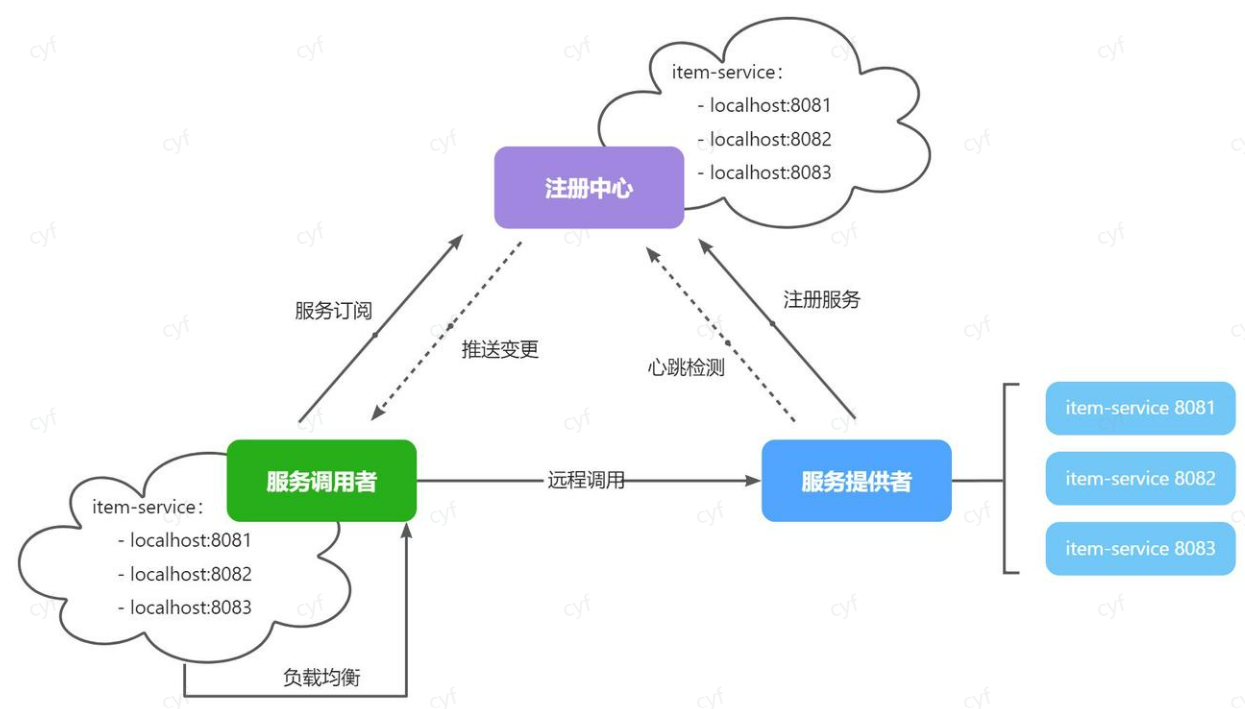 item-service：
- localhost:8081
- localhost:8082
- localhost:8083
注册中心
服务订阅
推送变更
心跳检测
注册服务
服务调用者
远程调用
服务提供者
item-service 8081
item-service 8082
item-service 8083
item-service：
- localhost:8081
- localhost:8082
- localhost:8083
负载均衡
cyf